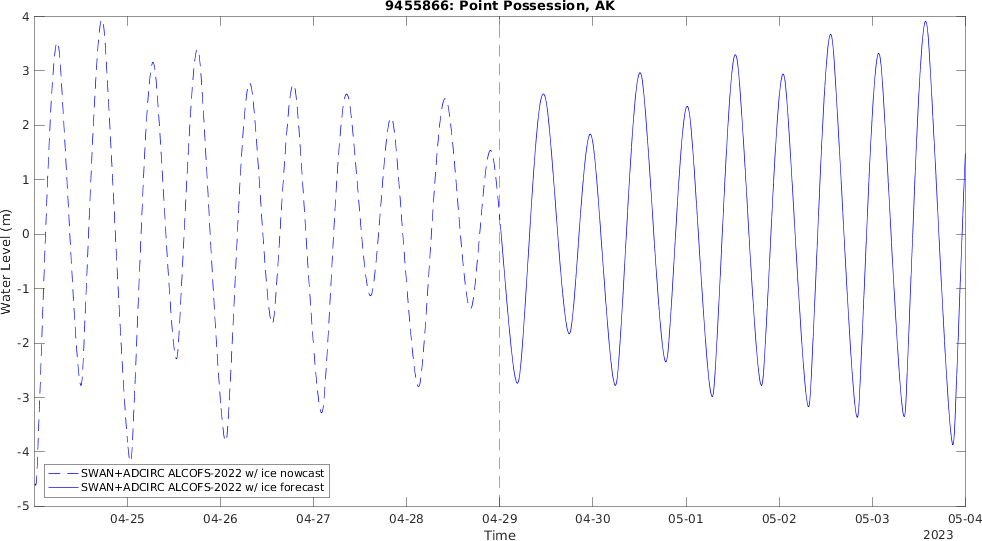 9455866: Point Possession, AK
4
3
2
1
0
-1
-2
-3
-4
-5
Water Level (m)
SWAN+ADCIRC ALCOFS-2022 w/ ice nowcast
SWAN+ADCIRC ALCOFS-2022 w/ ice forecast
04-25 04-26 04-27 04-28 04-29 04-30 05-01 05-02 05-03 05-04
Time
2023